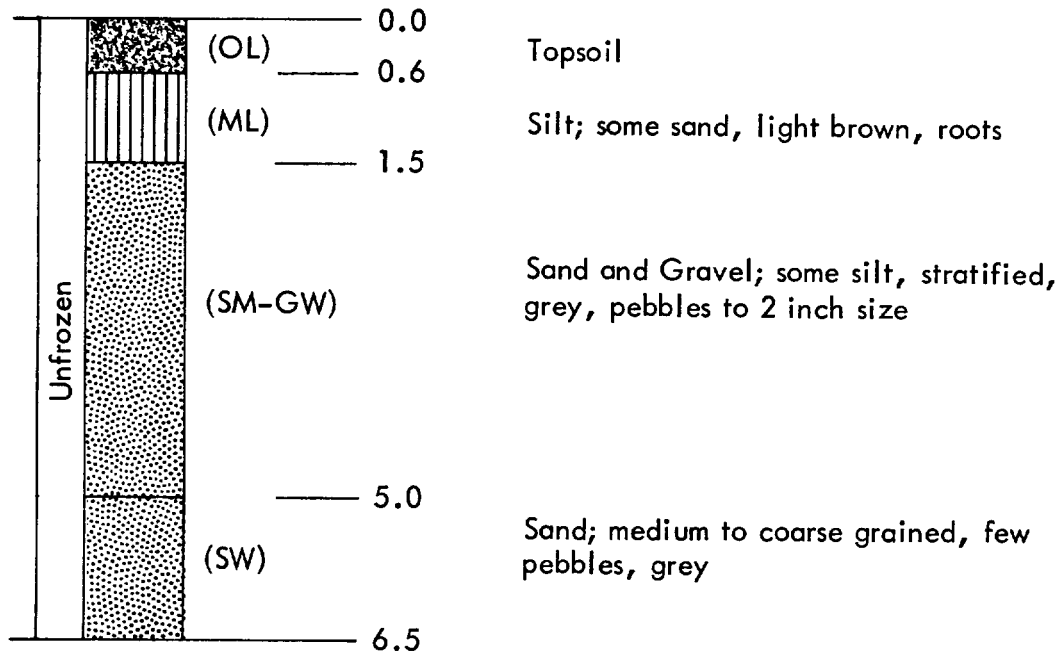 0.0
(OL)
Topsoil
0.6
(ML)
Silt; some sand, light brown, roots
1.5
Unfrozen
(SM-GW)
Sand and Gravel; some silt, stratified,
grey, pebbles to 2 inch size
5.0
(SW)
Sand; medium to coarse grained, few
pebbles, grey
6.5